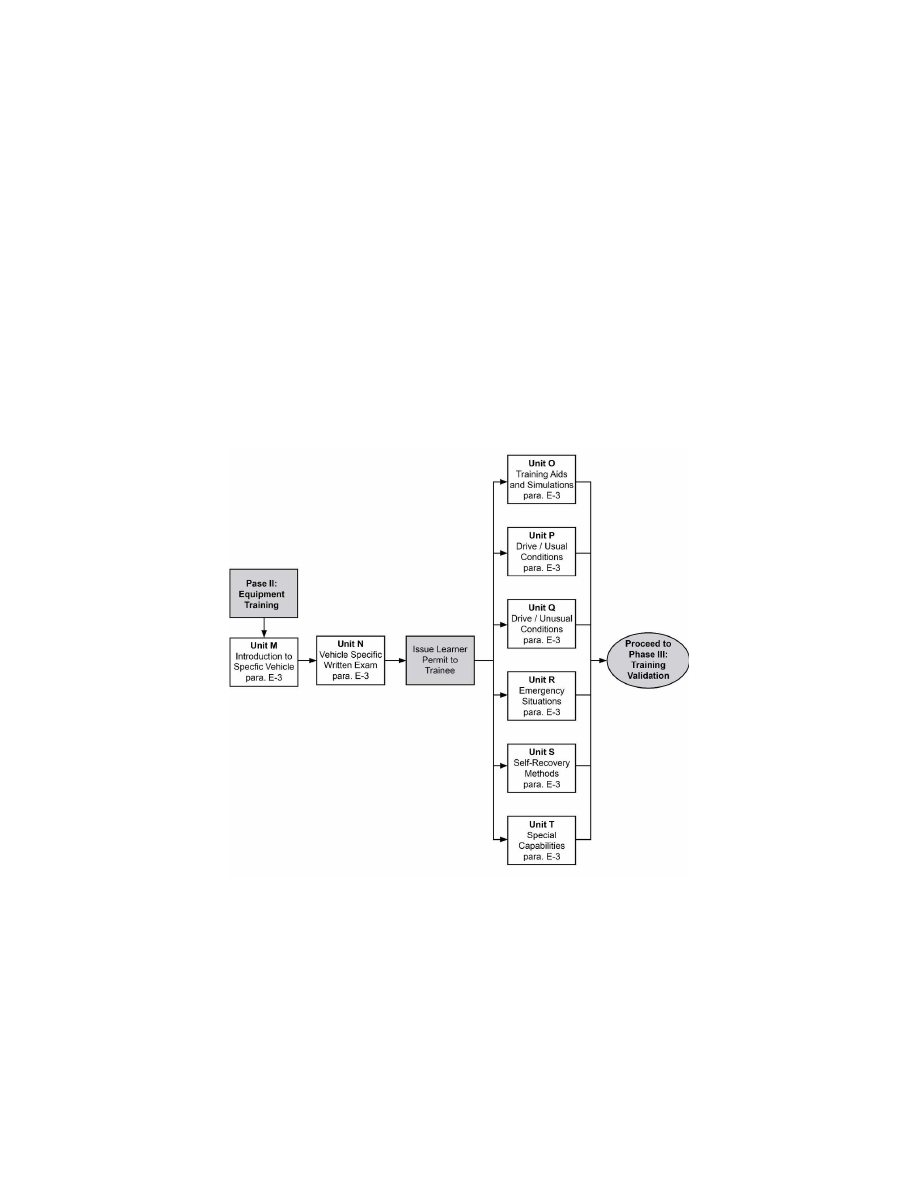 Pase II:
Equipment
Training
Unit M
Introduction to
Specfic Vehicle
para. E-3
Unit N
Vehicle Specific
Written Exam
para. E-3
Issue Learner
Permit to
Trainee
Unit O
Training Aids
and Simulations
para. E-3
Unit P
Drive / Usual
Conditions
para. E-3
Unit Q
Drive / Unusual
Conditions
para. E-3
Unit R
Emergency
Situations
para. E-3
Unit S
Self-Recovery
Methods
para. E-3
Unit T
Special
Capabilities
para. E-3
Proceed to
Phase III:
Training
Validation